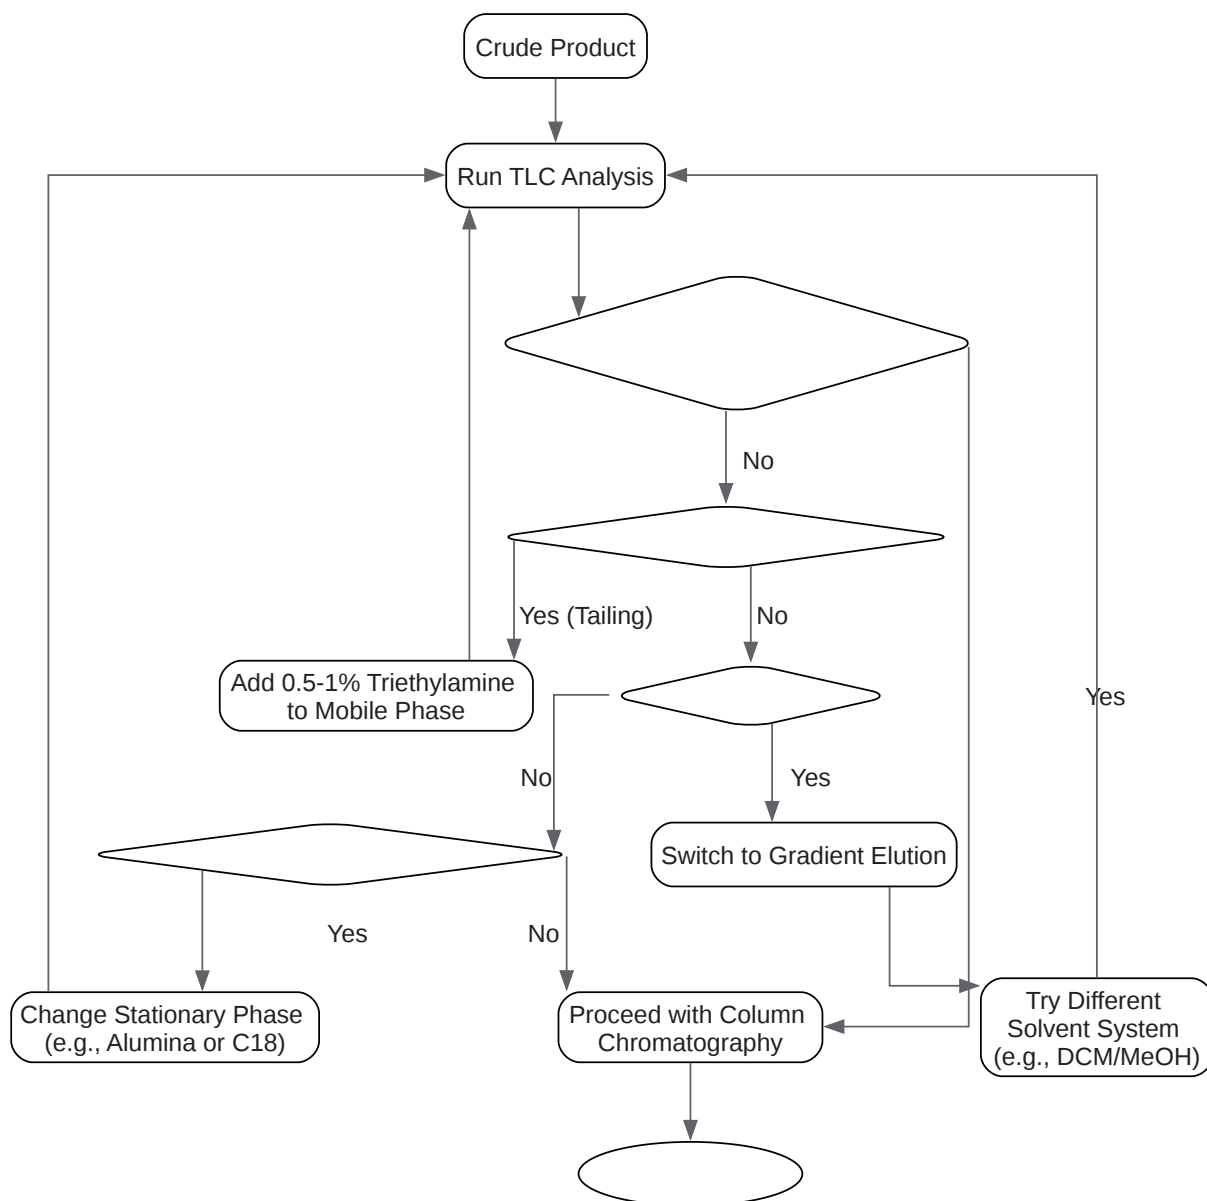 Crude Product
Run TLC Analysis
No
Yes (Tailing)
No
Add 0.5-1% Triethylamine
to Mobile Phase
Yes
No
Yes
Switch to Gradient Elution
Yes
No
Change Stationary Phase
(e.g., Alumina or C18)
Proceed with Column
Chromatography
Try Different
Solvent System
(e.g., DCM/MeOH)